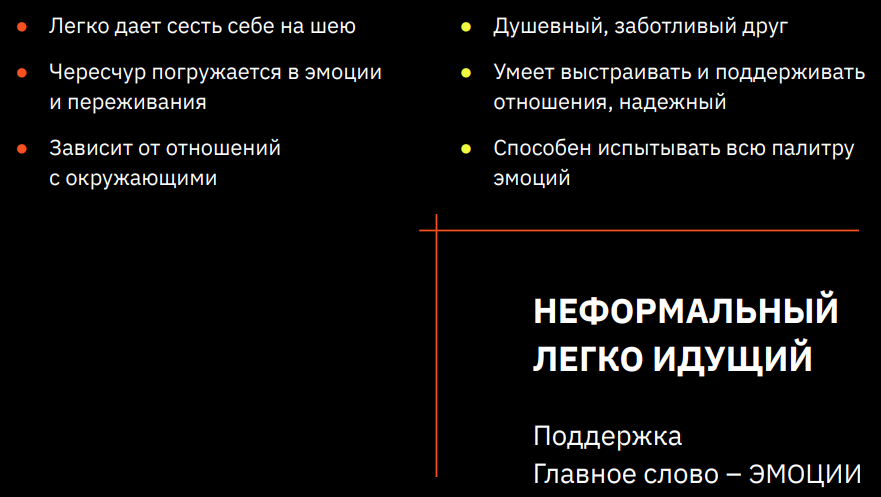 Легко дает сесть себе на шею
Чересчур погружается в эмоции
и переживания
Зависит от отношений
с окружающими
Душевный, заботливый друг
Умеет выстраивать и поддерживать
отношения, надежный
Способен испытывать всю палитру
эмоций
НЕФОРМАЛЬНЫЙ
ЛЕГКО ИДУЩИЙ
Поддержка
Главное слово – ЭМОЦИИ